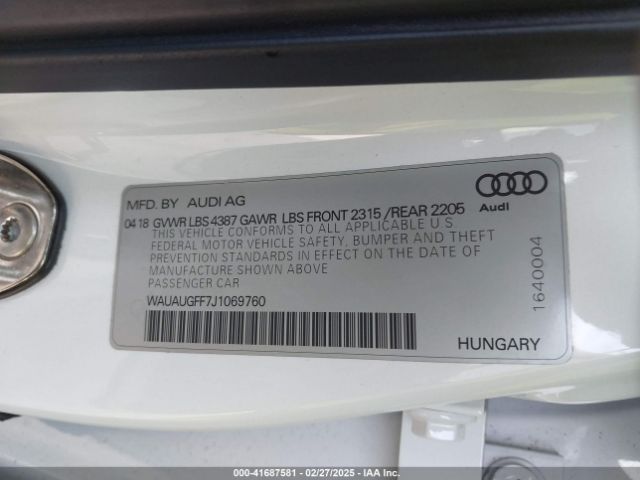 MFD. BY AUDI AG
04 18 GVWR LBS 4387 GAWR LBS FRONT 2315 /REAR 2205
THIS VEHICLE CONFORMS TO ALL APPLICABLE U S
FEDERAL MOTOR VEHICLE SAFETY, BUMPER AND THEFT
PREVENTION STANDARDS IN EFFECT ON THE DATE OF
MANUFACTURE SHOWN ABOVE
PASSENGER CAR
WAUAUGFF7J1069760
Audi
1640004
HUNGARY
000-41687581 - 02/27/2025 - IAA Inc.